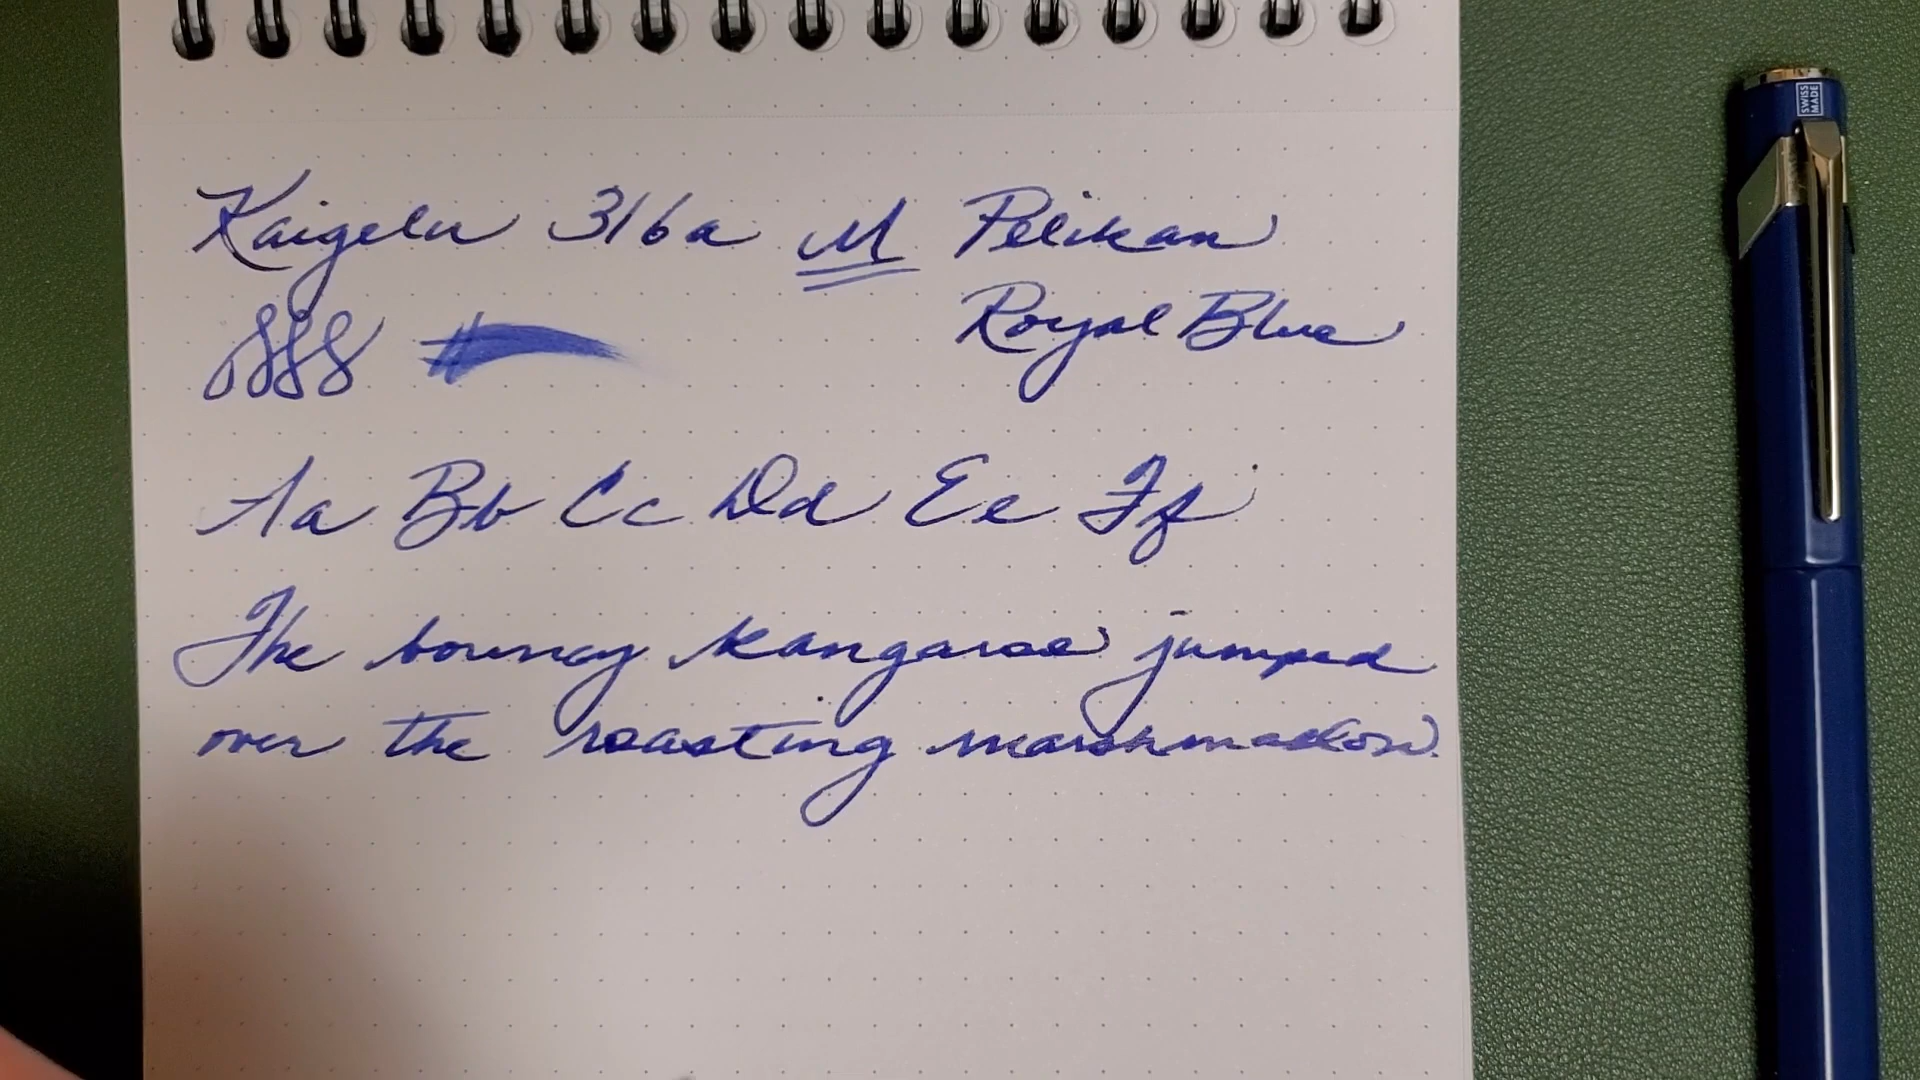 Kaigelu 316a M Pelikan
Royal Blue
Aa Bb Cc Dd Ee Ff
The bouncy kangaroo jumped
over the roasting marshmallow.
SWISS
MADE